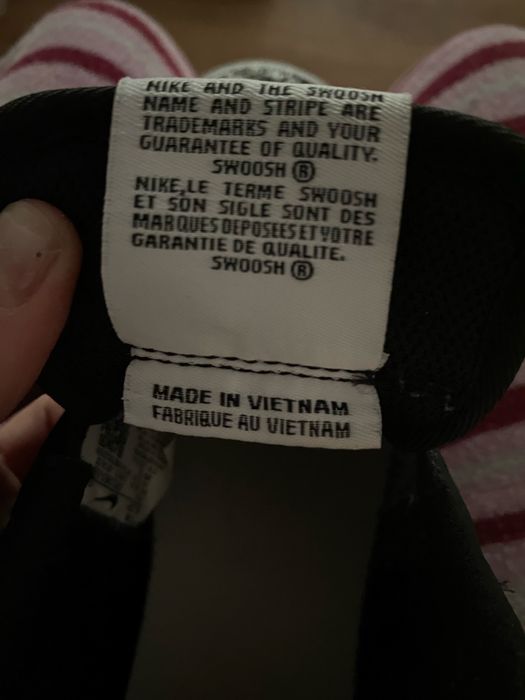 NIKE AND THE SWOOSH
NAME AND STRIPE ARE
TRADEMARKS AND YOUR
GUARANTEE OF QUALITY.
SWOOSH ®
NIKE,LE TERME SWOOSH
ET SON SIGLE SONT DES
MARQUES DEPOSEES ET VOTRE
GARANTIE DE QUALITE.
SWOOSH ®
MADE IN VIETNAM
FABRIQUE AU VIETNAM